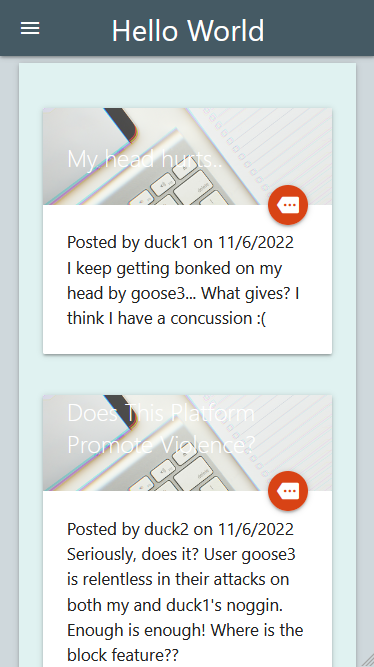 Hello World
My head hurts..
Posted by duck1 on 11/6/2022
I keep getting bonked on my
head by goose3... What gives? I
think I have a concussion :(
Does This Platform
Promote Violence?
Posted by duck2 on 11/6/2022
Seriously, does it? User goose3
is relentless in their attacks on
both my and duck1's noggin.
Enough is enough! Where is the
block feature??